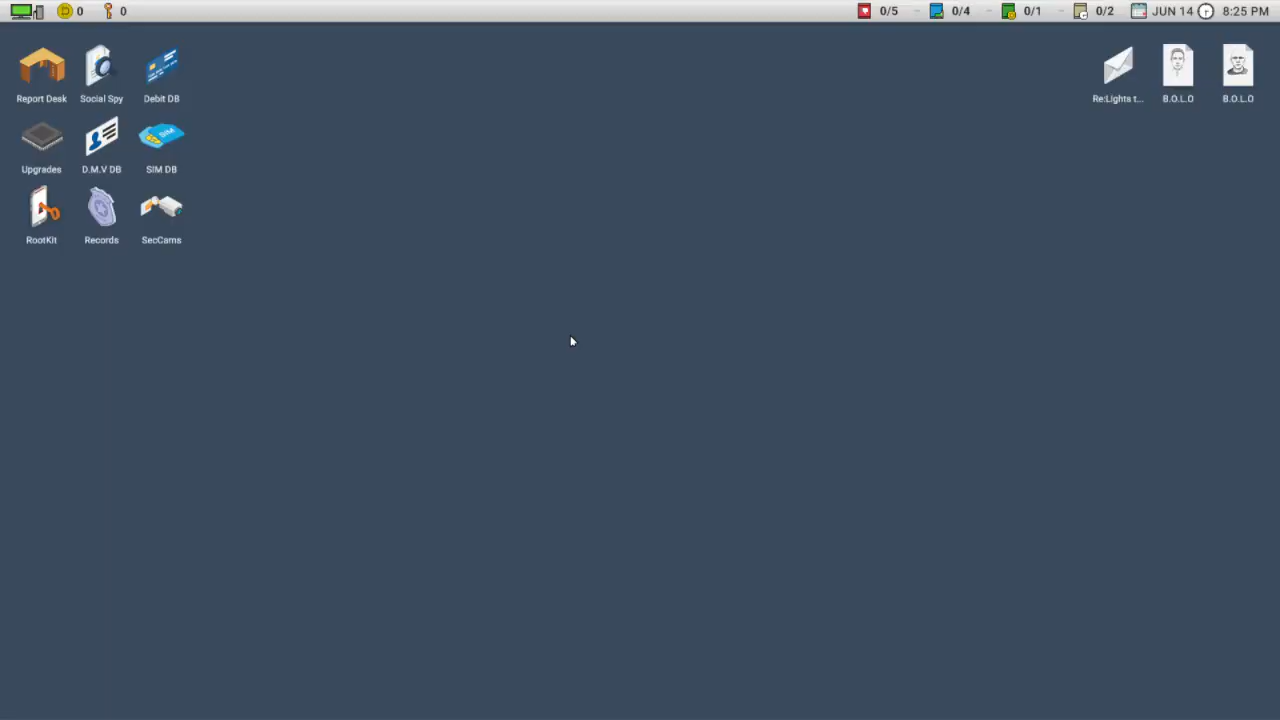 0 0 0/5 0/4 0/1 0/2 JUN 14 8:25 PM
Report Desk Social Spy Debit DB Re:Lights t... B.O.L.O B.O.L.O
SIM
Upgrades D.M.V DB SIM DB
RootKit Records SecCams